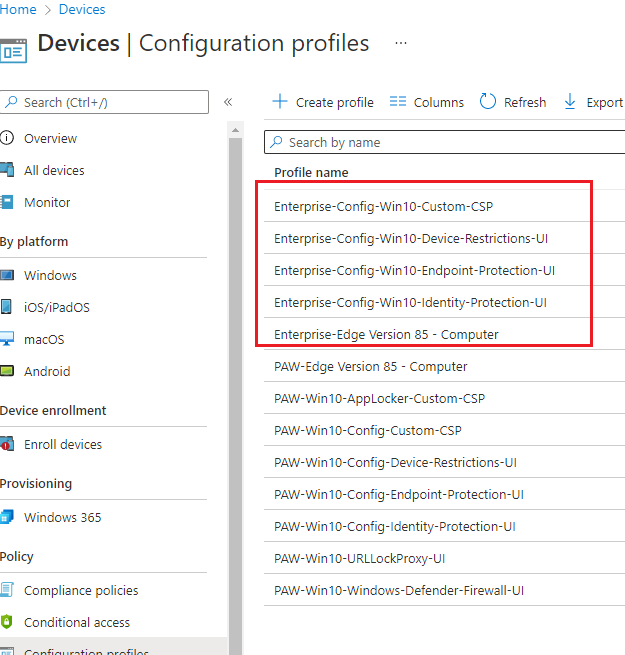 Home > Devices
Devices | Configuration profiles ...
Search (Ctrl+/)
«
Overview
All devices
Monitor
By platform
Windows
iOS/iPadOS
macOS
Android
Device enrollment
Enroll devices
Provisioning
Windows 365
Policy
Compliance policies
Conditional access
Configuration profiles
Create profile
Columns
Refresh
Export
Search by name
Profile name
Enterprise-Config-Win10-Custom-CSP
Enterprise-Config-Win10-Device-Restrictions-UI
Enterprise-Config-Win10-Endpoint-Protection-UI
Enterprise-Config-Win10-Identity-Protection-UI
Enterprise-Edge Version 85 - Computer
PAW-Edge Version 85 - Computer
PAW-Win10-AppLocker-Custom-CSP
PAW-Win10-Config-Custom-CSP
PAW-Win10-Config-Device-Restrictions-UI
PAW-Win10-Config-Endpoint-Protection-UI
PAW-Win10-Config-Identity-Protection-UI
PAW-Win10-URLLockProxy-UI
PAW-Win10-Windows-Defender-Firewall-UI